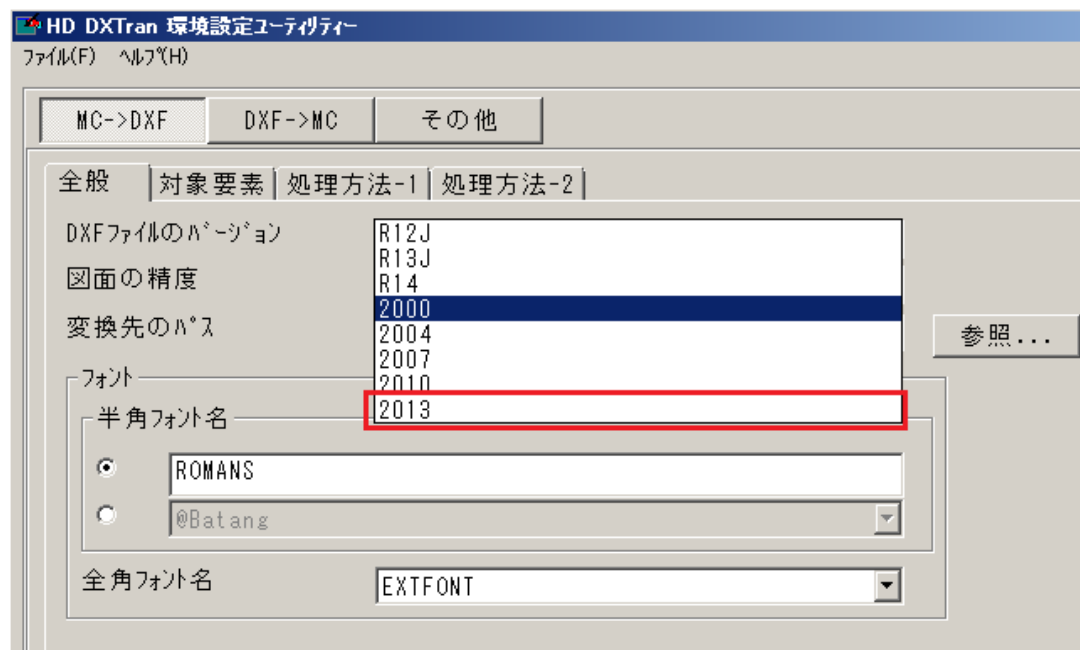 HD DXTran 環境設定ユーティリティー
ファイル(F) ヘルプ(H)
MC->DXF DXF->MC その他
全般 対象要素 処理方法-1 処理方法-2
DXFファイルのバージョン
R12J
R13J
図面の精度
R14
2000
変換先のパス
2004
参照...
2007
フォント
2010
2013
半角フォント名
ROMANS
@Batang
全角フォント名
EXTFONT